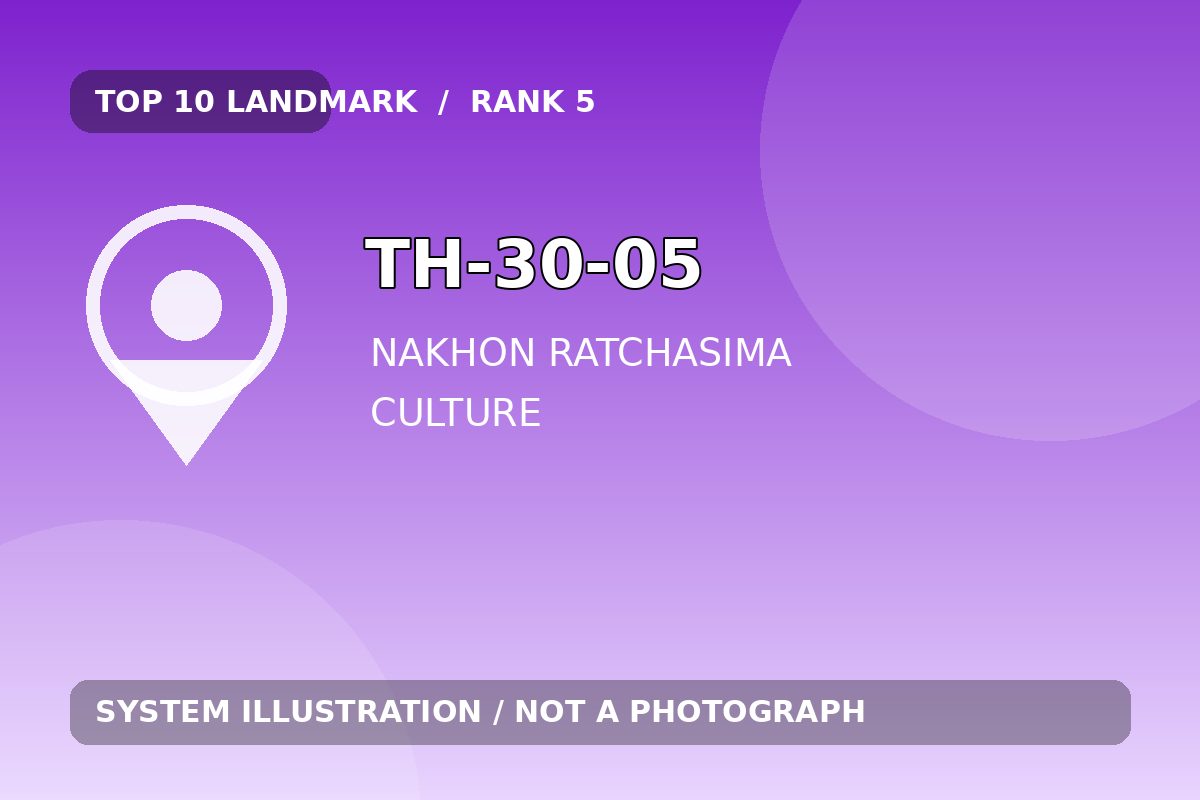 TOP 10 LANDMARK / RANK 5
TH-30-05
NAKHON RATCHASIMA
CULTURE
SYSTEM ILLUSTRATION / NOT A PHOTOGRAPH